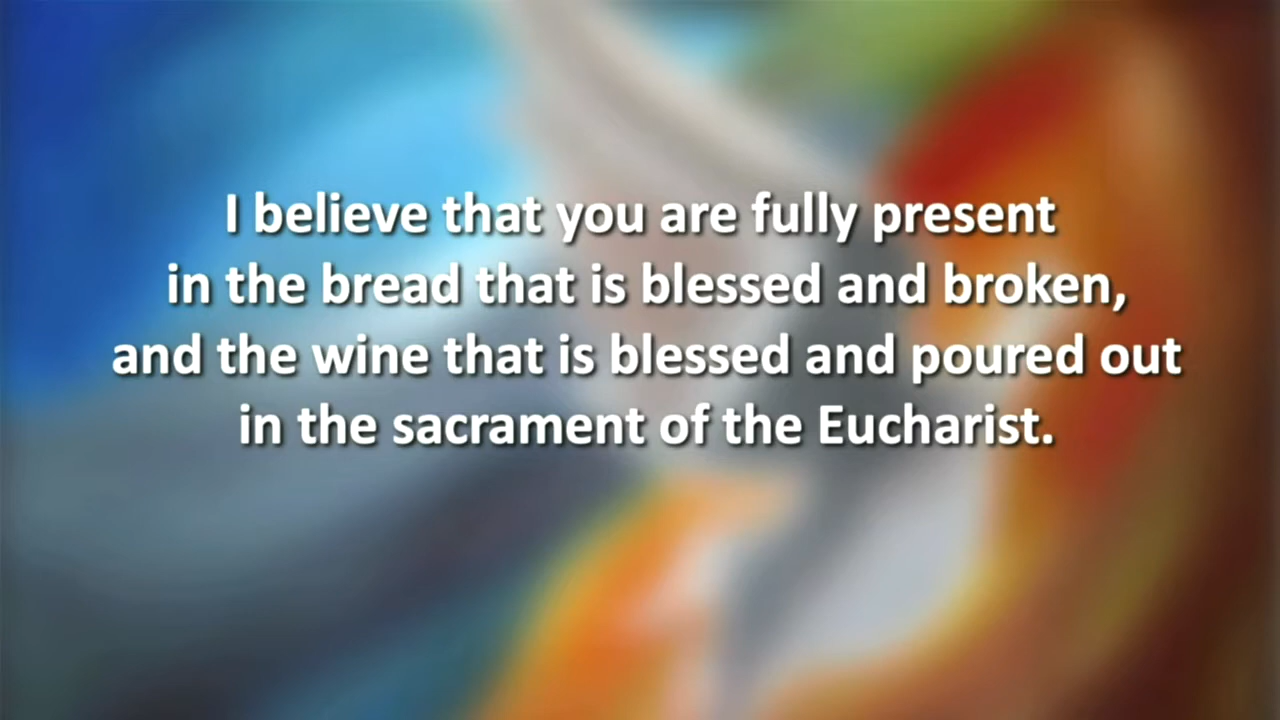 I believe that you are fully present
in the bread that is blessed and broken,
and the wine that is blessed and poured out
in the sacrament of the Eucharist.